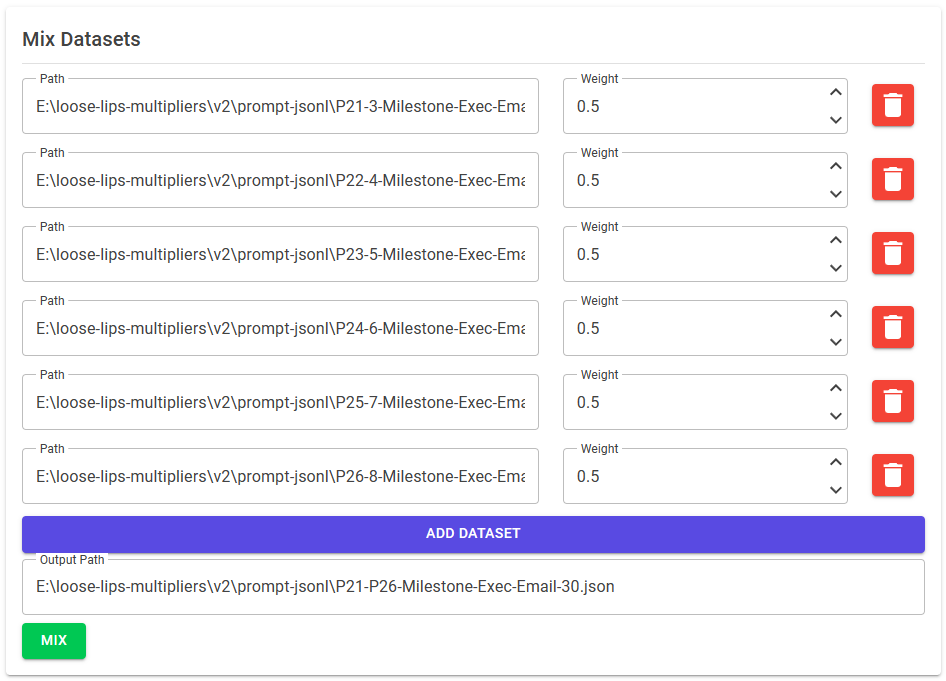 Mix Datasets
Path
Weight
E:\loose-lips-multipliers\v2\prompt-jsonl\P21-3-Milestone-Exec-Ema
0.5
Path
Weight
E:\loose-lips-multipliers\v2\prompt-jsonl\P22-4-Milestone-Exec-Ema
0.5
Path
Weight
E:\loose-lips-multipliers\v2\prompt-jsonl\P23-5-Milestone-Exec-Ema
0.5
Path
Weight
E:\loose-lips-multipliers\v2\prompt-jsonl\P24-6-Milestone-Exec-Ema
0.5
Path
Weight
E:\loose-lips-multipliers\v2\prompt-jsonl\P25-7-Milestone-Exec-Ema
0.5
Path
Weight
E:\loose-lips-multipliers\v2\prompt-jsonl\P26-8-Milestone-Exec-Ema
0.5
ADD DATASET
Output Path
E:\loose-lips-multipliers\v2\prompt-jsonl\P21-P26-Milestone-Exec-Email-30.json
MIX